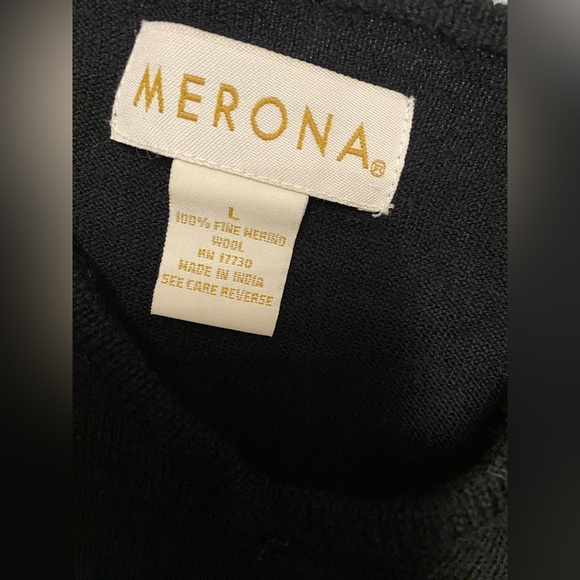 MERONA®
L
100% FINE MERINO
WOOL
RN 17730
MADE IN INDIA
SEE CARE REVERSE